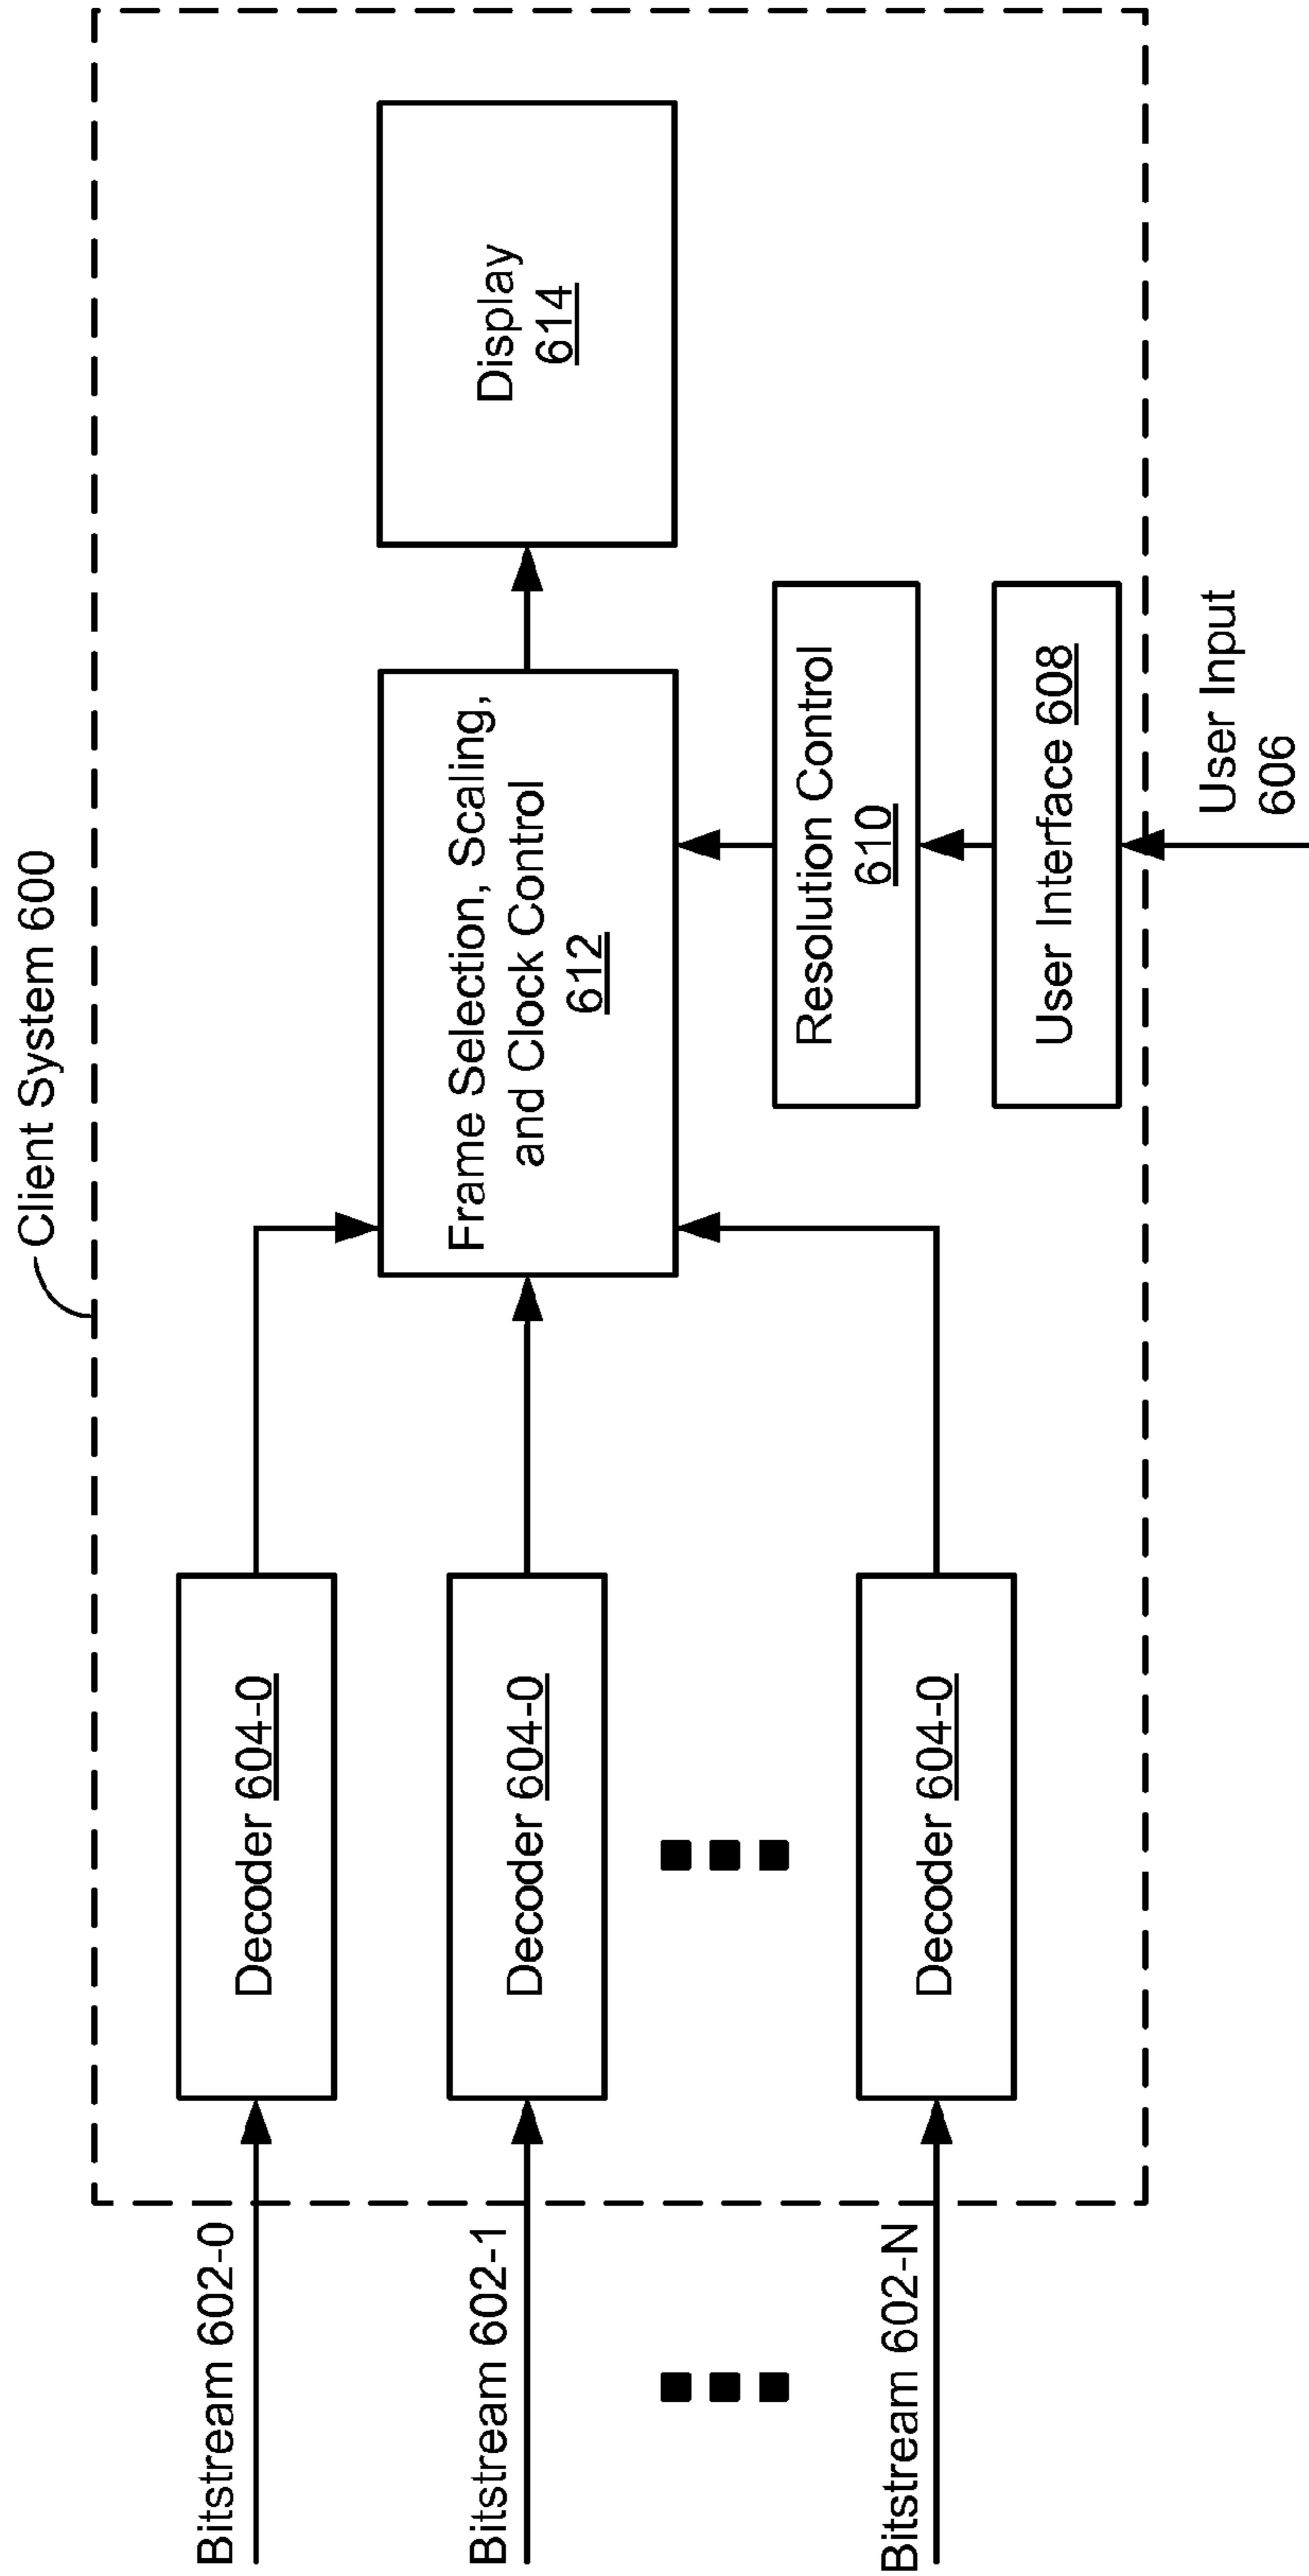 Client System 600
Bitstream 602-0
Decoder 604-0
Bitstream 602-1
Decoder 604-0
Frame Selection, Scaling,
and Clock Control
612
Display
614
Bitstream 602-N
Decoder 604-0
Resolution Control
610
User Interface 608
User Input
606